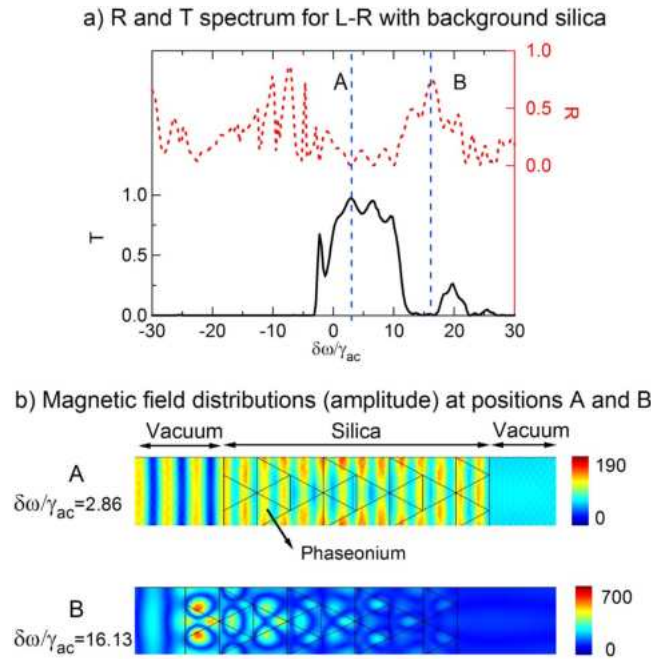 a) R and T spectrum for L-R with background silica
A
B
1.0
0.5
0.0
R
1.0
0.5
0.0
T
-30 -20 -10 0 10 20 30
δω/γac
b) Magnetic field distributions (amplitude) at positions A and B
Vacuum Silica Vacuum
A
δω/γac=2.86
190
0
Phaseonium
B
δω/γac=16.13
700
0